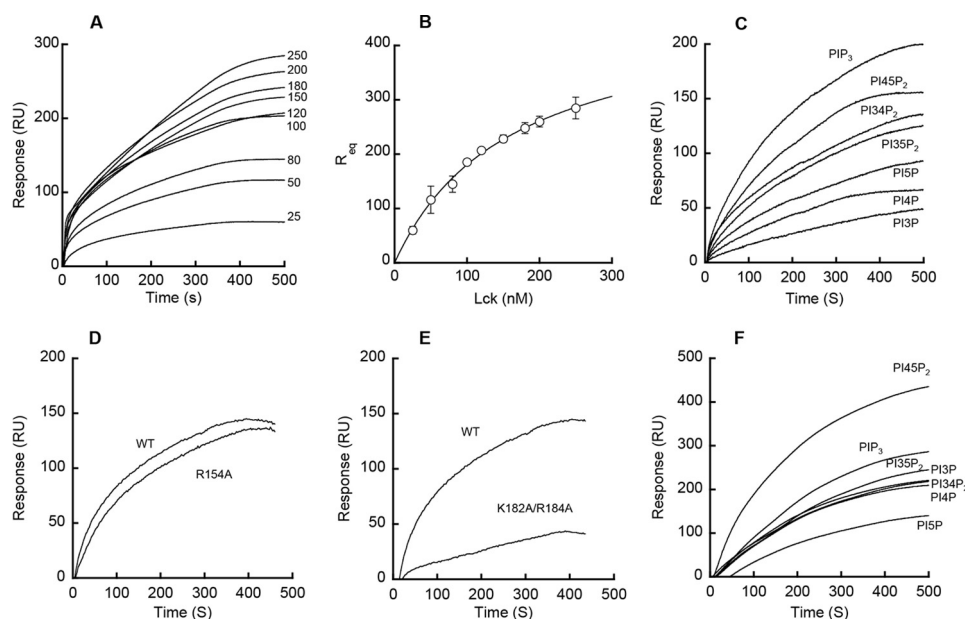 A
B
C
300
200
100
0
Response (RU)
250
200
180
150
120
100
80
50
25
0 100 200 300 400 500
Time (s)
400
300
200
100
0
R_eq
0 100 200 300
Lck (nM)
200
150
100
50
0
Response (RU)
PIP₃
PI45P₂
PI34P₂
PI35P₂
PI5P
PI4P
PI3P
0 100 200 300 400 500
Time (S)
D
E
F
200
150
100
50
0
Response (RU)
WT
R154A
0 100 200 300 400 500
Time (S)
200
150
100
50
0
Response (RU)
WT
K182A/R184A
0 100 200 300 400 500
Time (S)
500
400
300
200
100
0
Response (RU)
PI45P₂
PIP₃
PI35P₂
PI3P
PI34P₂
PI4P
PI5P
0 100 200 300 400 500
Time (S)